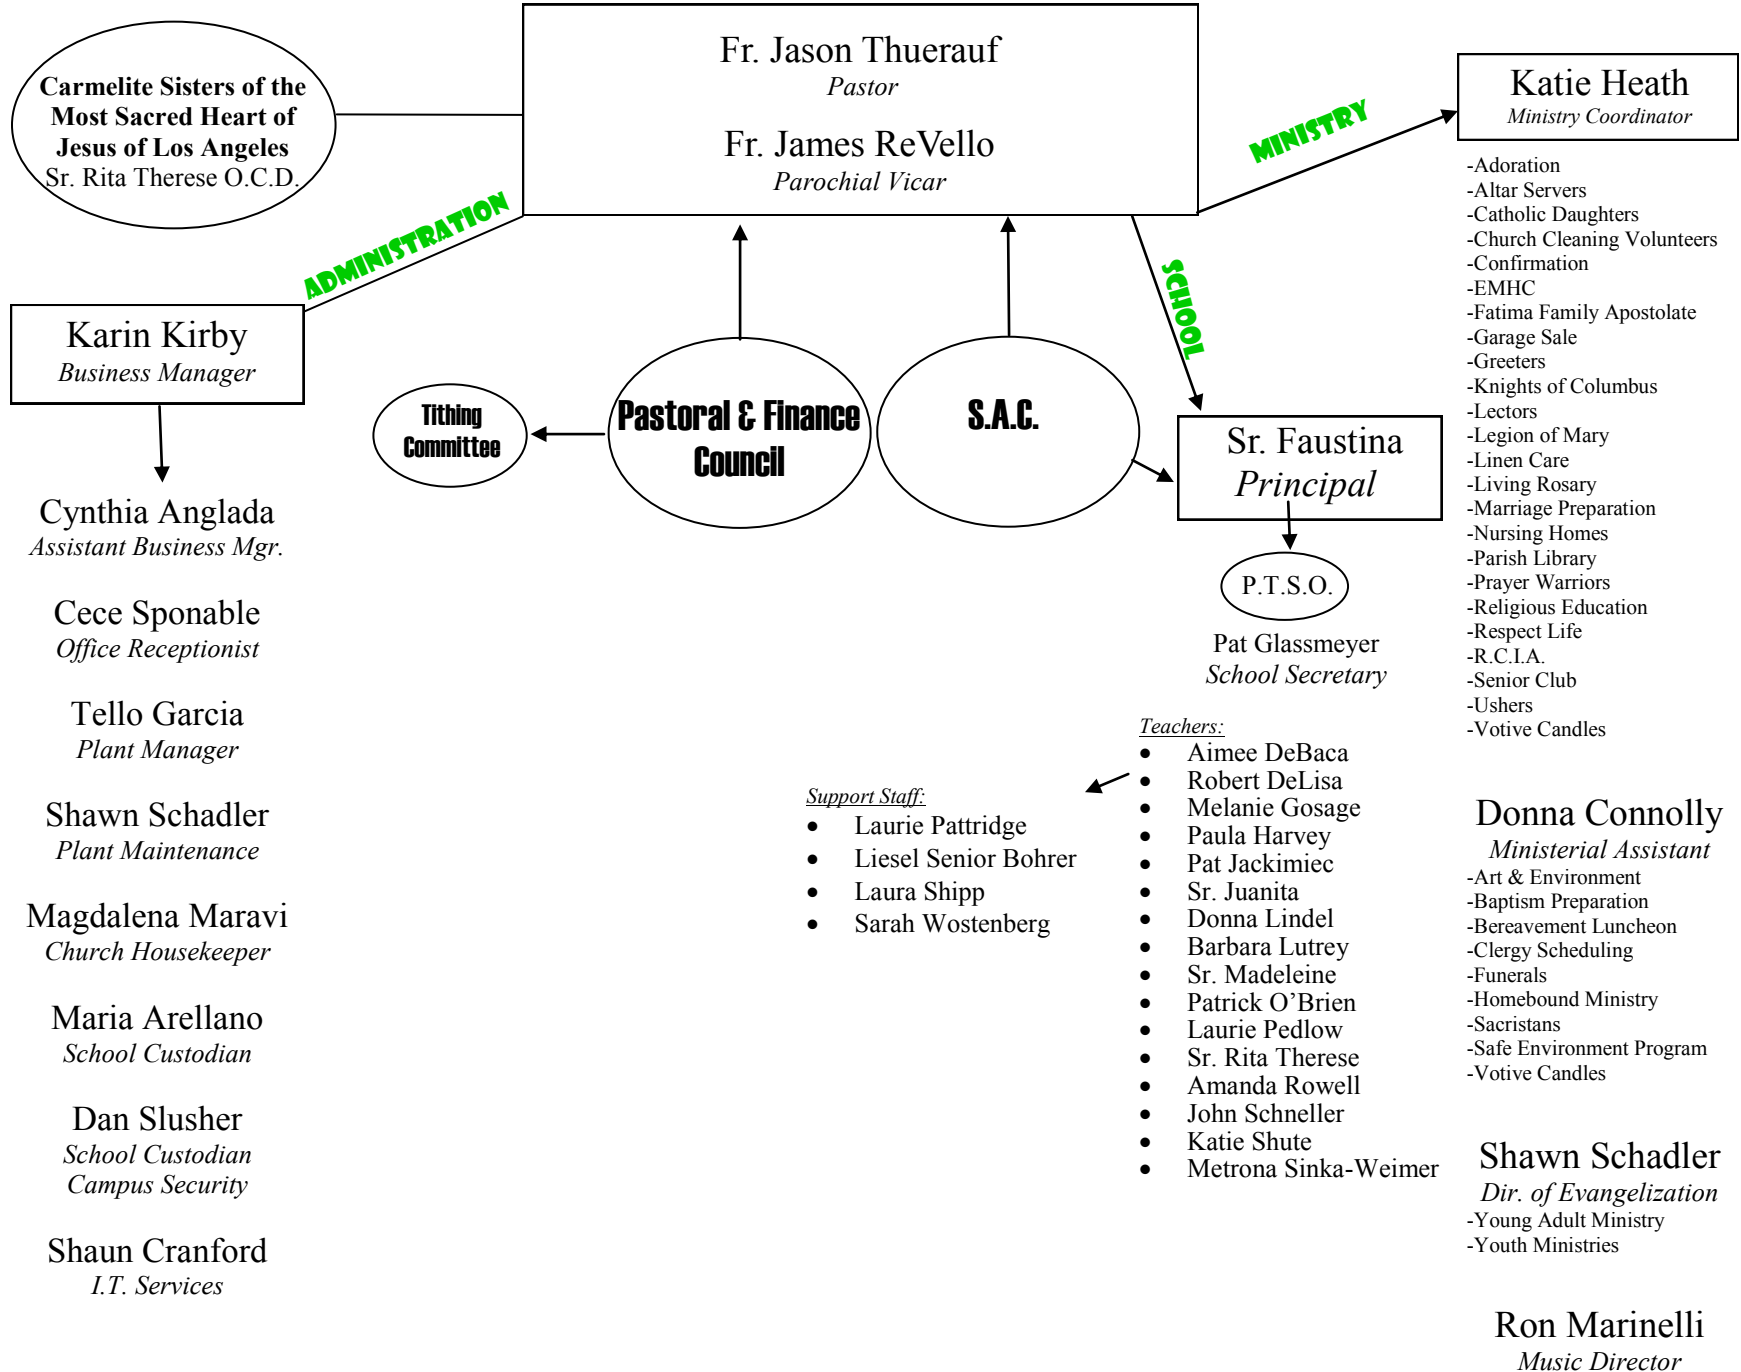 Carmelite Sisters of the
Most Sacred Heart of
Jesus of Los Angeles
Sr. Rita Therese O.C.D.
Fr. Jason Thuerauf
Pastor
Fr. James ReVello
Parochial Vicar
ADMINISTRATION
MINISTRY
SCHOOL
Karin Kirby
Business Manager
Cynthia Anglada
Assistant Business Mgr.
Cece Sponable
Office Receptionist
Tello Garcia
Plant Manager
Shawn Schadler
Plant Maintenance
Magdalena Maravi
Church Housekeeper
Maria Arellano
School Custodian
Dan Slusher
School Custodian
Campus Security
Shaun Cranford
I.T. Services
Tithing
Committee
Pastoral & Finance
Council
S.A.C.
Sr. Faustina
Principal
P.T.S.O.
Pat Glassmeyer
School Secretary
Support Staff:
• Laurie Pattridge
• Liesel Senior Bohrer
• Laura Shipp
• Sarah Wostenberg
Teachers:
• Aimee DeBaca
• Robert DeLisa
• Melanie Gosage
• Paula Harvey
• Pat Jackimiec
• Sr. Juanita
• Donna Lindel
• Barbara Lutrey
• Sr. Madeleine
• Patrick O’Brien
• Laurie Pedlow
• Sr. Rita Therese
• Amanda Rowell
• John Schneller
• Katie Shute
• Metrona Sinka-Weimer
Katie Heath
Ministry Coordinator
-Adoration
-Altar Servers
-Catholic Daughters
-Church Cleaning Volunteers
-Confirmation
-EMHC
-Fatima Family Apostolate
-Garage Sale
-Greeters
-Knights of Columbus
-Lectors
-Legion of Mary
-Linen Care
-Living Rosary
-Marriage Preparation
-Nursing Homes
-Parish Library
-Prayer Warriors
-Religious Education
-Respect Life
-R.C.I.A.
-Senior Club
-Ushers
-Votive Candles
Donna Connolly
Ministerial Assistant
-Art & Environment
-Baptism Preparation
-Bereavement Luncheon
-Clergy Scheduling
-Funerals
-Homebound Ministry
-Sacristans
-Safe Environment Program
-Votive Candles
Shawn Schadler
Dir. of Evangelization
-Young Adult Ministry
-Youth Ministries
Ron Marinelli
Music Director